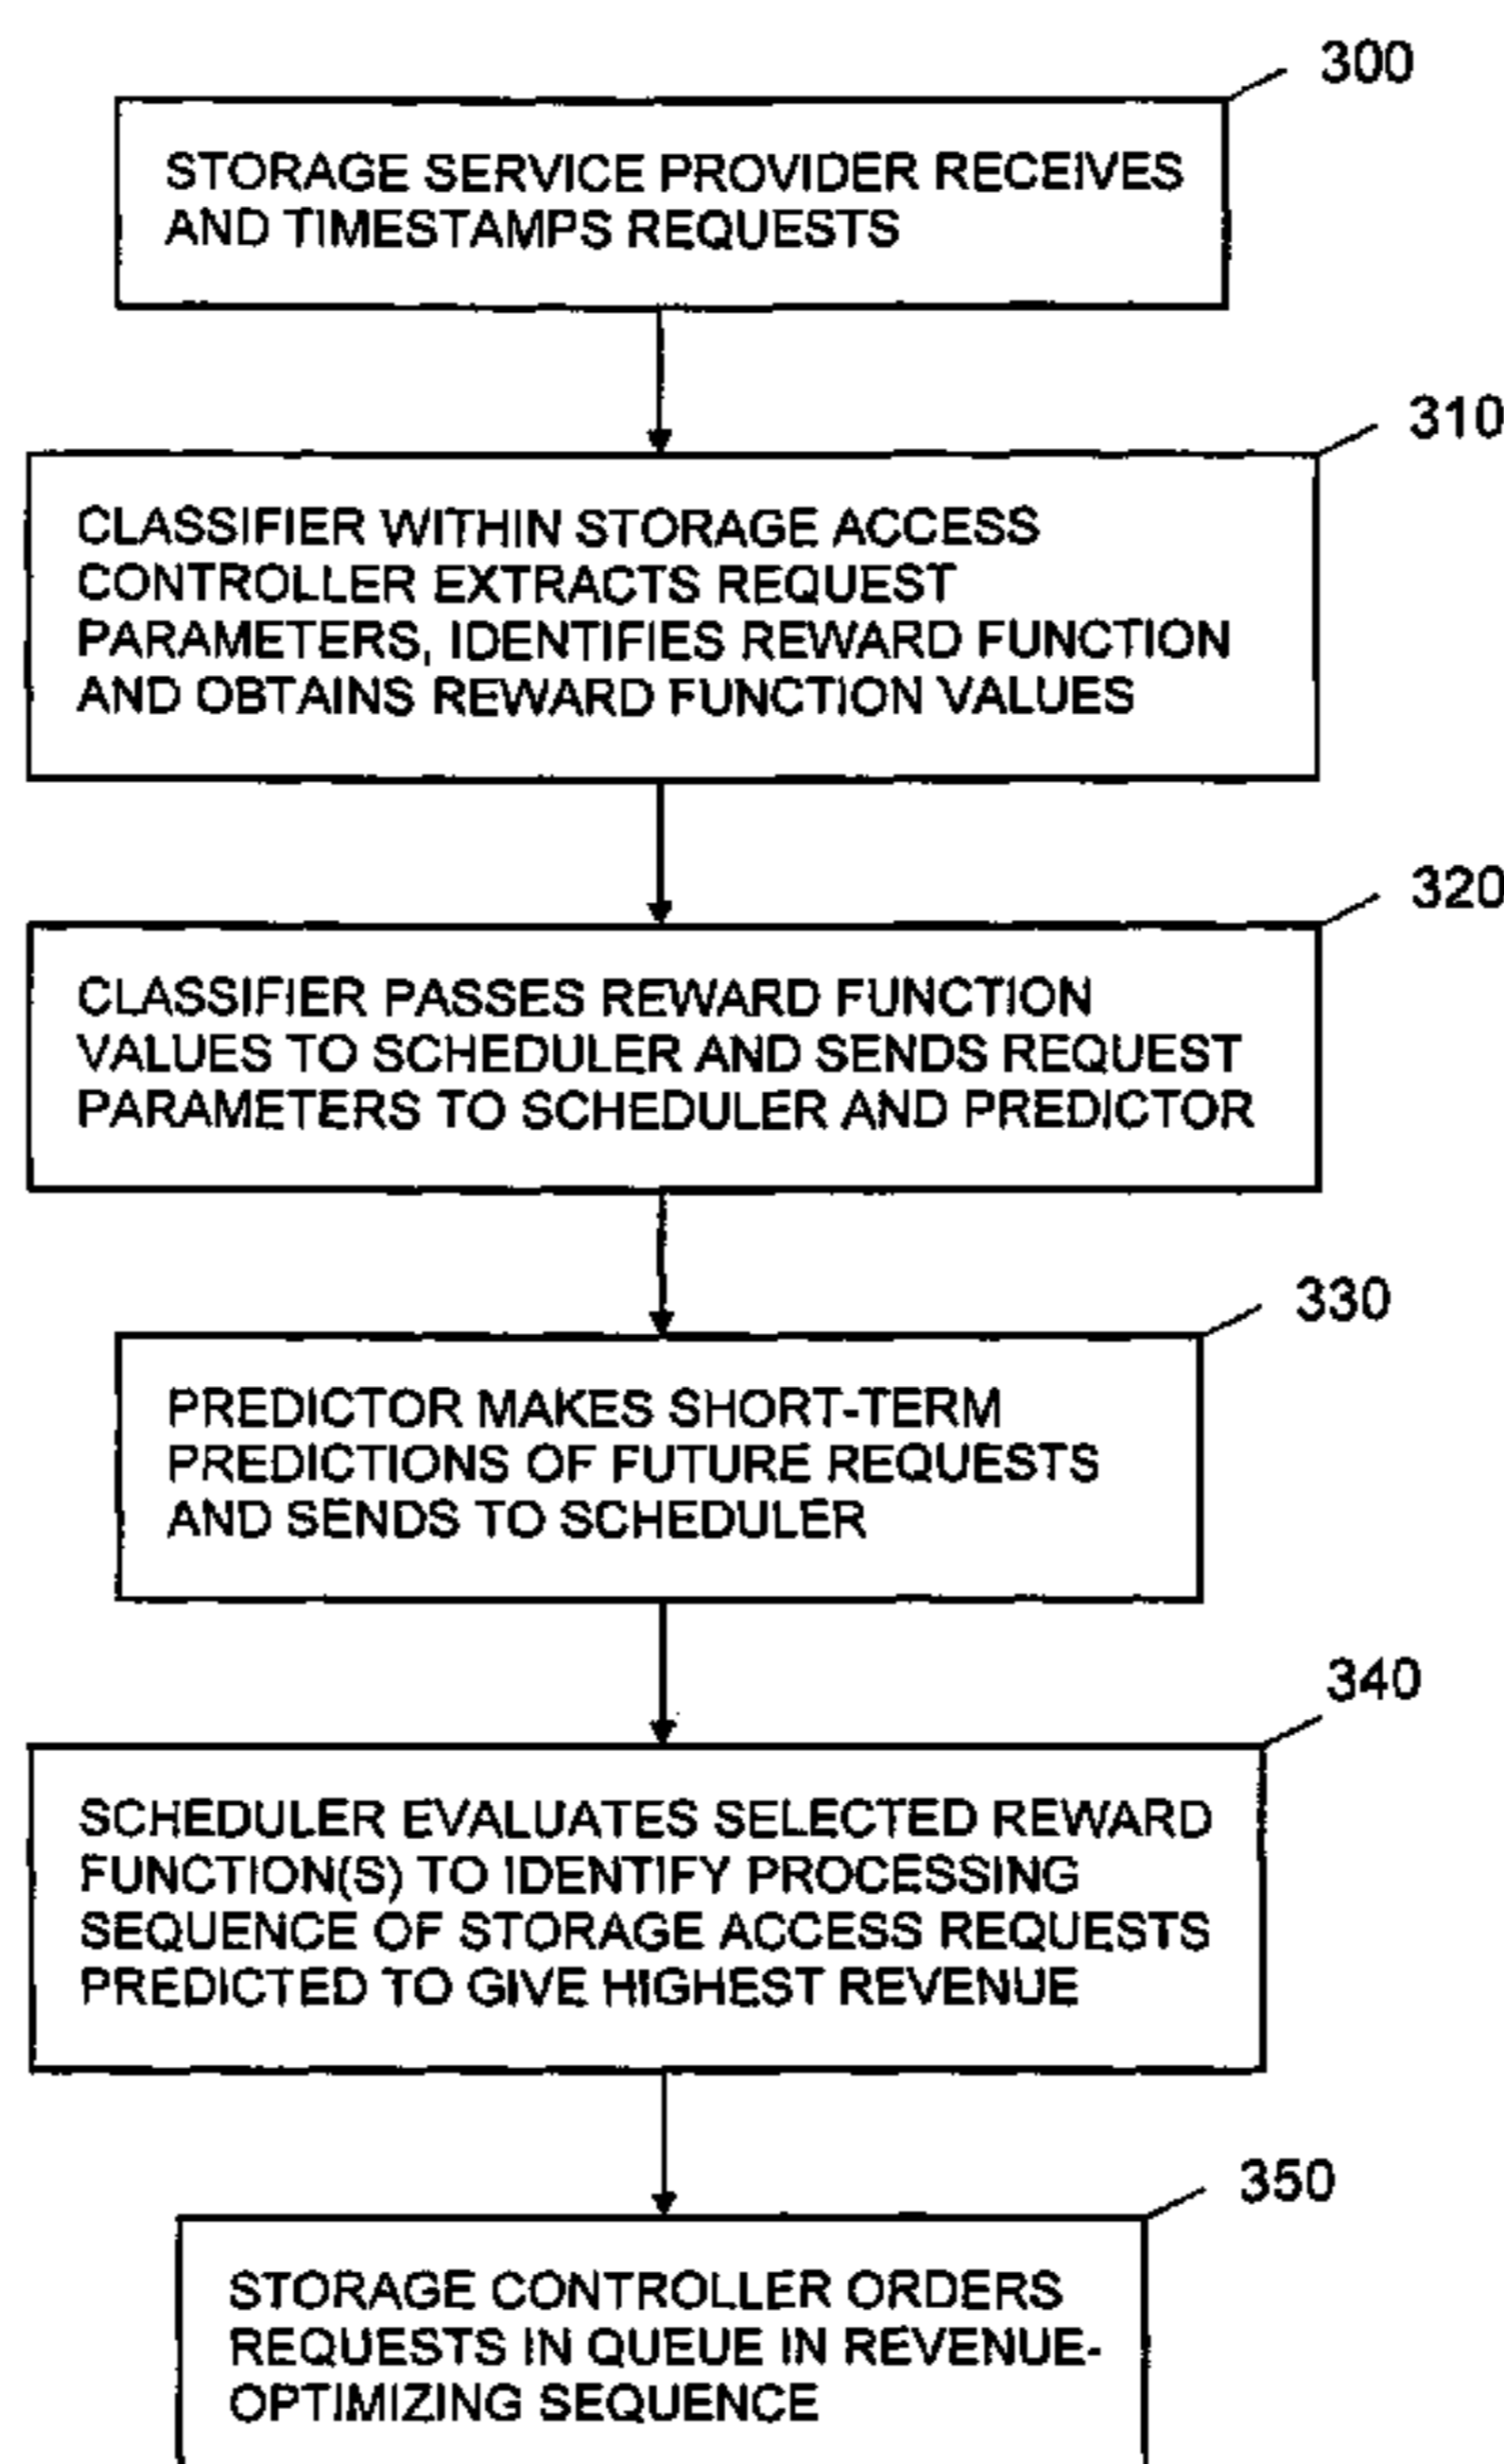 300
STORAGE SERVICE PROVIDER RECEIVES
AND TIMESTAMPS REQUESTS
310
CLASSIFIER WITHIN STORAGE ACCESS
CONTROLLER EXTRACTS REQUEST
PARAMETERS, IDENTIFIES REWARD FUNCTION
AND OBTAINS REWARD FUNCTION VALUES
320
CLASSIFIER PASSES REWARD FUNCTION
VALUES TO SCHEDULER AND SENDS REQUEST
PARAMETERS TO SCHEDULER AND PREDICTOR
330
PREDICTOR MAKES SHORT-TERM
PREDICTIONS OF FUTURE REQUESTS
AND SENDS TO SCHEDULER
340
SCHEDULER EVALUATES SELECTED REWARD
FUNCTION(S) TO IDENTIFY PROCESSING
SEQUENCE OF STORAGE ACCESS REQUESTS
PREDICTED TO GIVE HIGHEST REVENUE
350
STORAGE CONTROLLER ORDERS
REQUESTS IN QUEUE IN REVENUE-
OPTIMIZING SEQUENCE